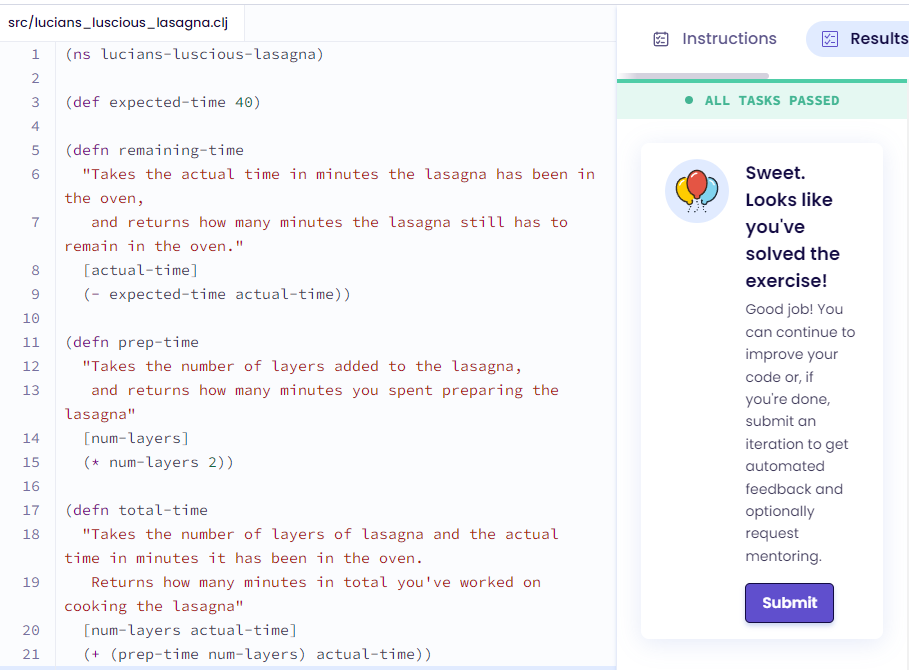 src/lucians_luscious_lasagna.clj
1 (ns lucians-luscious-lasagna)
2
3 (def expected-time 40)
4
5 (defn remaining-time
6 "Takes the actual time in minutes the lasagna has been in
the oven,
7 and returns how many minutes the lasagna still has to
remain in the oven."
8 [actual-time]
9 (- expected-time actual-time))
10
11 (defn prep-time
12 "Takes the number of layers added to the lasagna,
13 and returns how many minutes you spent preparing the
lasagna"
14 [num-layers]
15 (* num-layers 2))
16
17 (defn total-time
18 "Takes the number of layers of lasagna and the actual
time in minutes it has been in the oven.
19 Returns how many minutes in total you've worked on
cooking the lasagna"
20 [num-layers actual-time]
21 (+ (prep-time num-layers) actual-time))
Instructions
Results
ALL TASKS PASSED
Sweet.
Looks like
you've
solved the
exercise!
Good job! You
can continue to
improve your
code or, if
you're done,
submit an
iteration to get
automated
feedback and
optionally
request
mentoring.
Submit